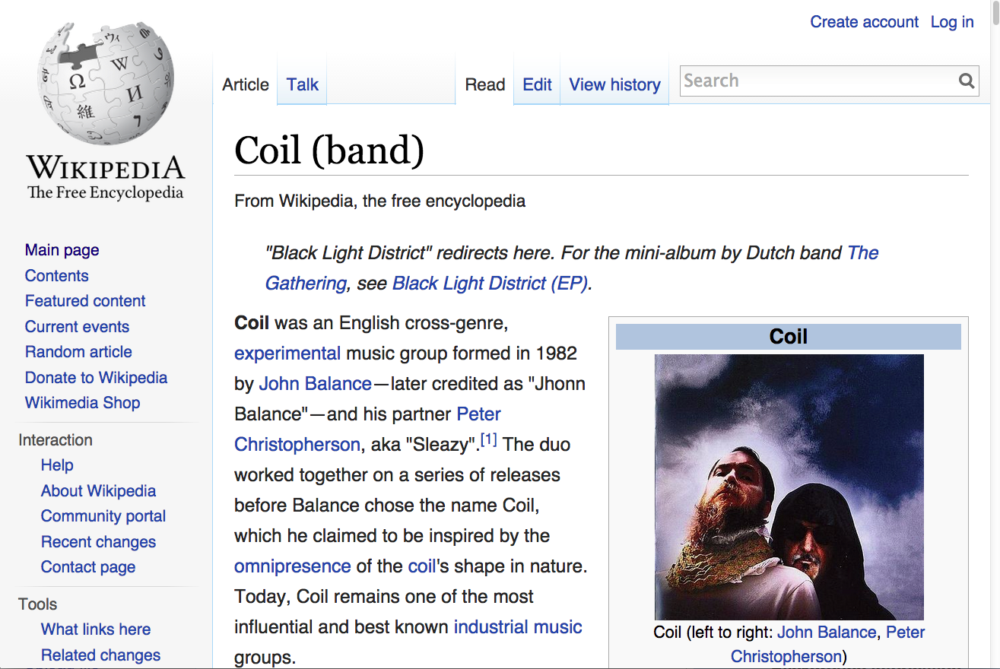 Create account Log in
Article Talk Read Edit View history Search
WIKIPEDIA
The Free Encyclopedia
Main page
Contents
Featured content
Current events
Random article
Donate to Wikipedia
Wikimedia Shop
Interaction
Help
About Wikipedia
Community portal
Recent changes
Contact page
Tools
What links here
Related changes
Coil (band)
From Wikipedia, the free encyclopedia
"Black Light District" redirects here. For the mini-album by Dutch band The
Gathering, see Black Light District (EP).
Coil was an English cross-genre,
experimental music group formed in 1982
by John Balance—later credited as "Jhonn
Balance"—and his partner Peter
Christopherson, aka "Sleazy".[1] The duo
worked together on a series of releases
before Balance chose the name Coil,
which he claimed to be inspired by the
omnipresence of the coil's shape in nature.
Today, Coil remains one of the most
influential and best known industrial music
groups.
Coil
Coil (left to right: John Balance, Peter
Christopherson)